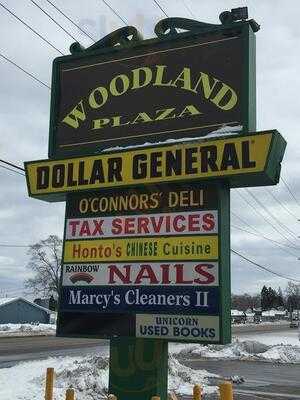 WOODLAND
PLAZA
DOLLAR GENERAL
O'CONNORS' DELI
TAX SERVICES
Honto's CHINESE Cuisine
RAINBOW NAILS
Marcy's Cleaners II
UNICORN
USED BOOKS